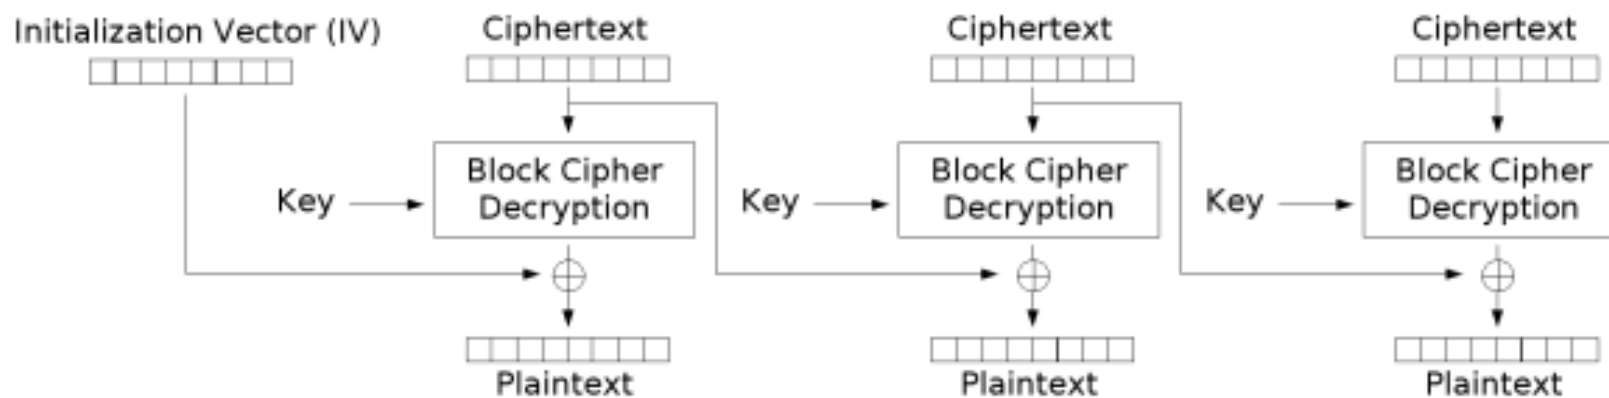 Initialization Vector (IV)
Ciphertext
Ciphertext
Ciphertext
Key
Block Cipher
Decryption
Key
Block Cipher
Decryption
Key
Block Cipher
Decryption
Plaintext
Plaintext
Plaintext